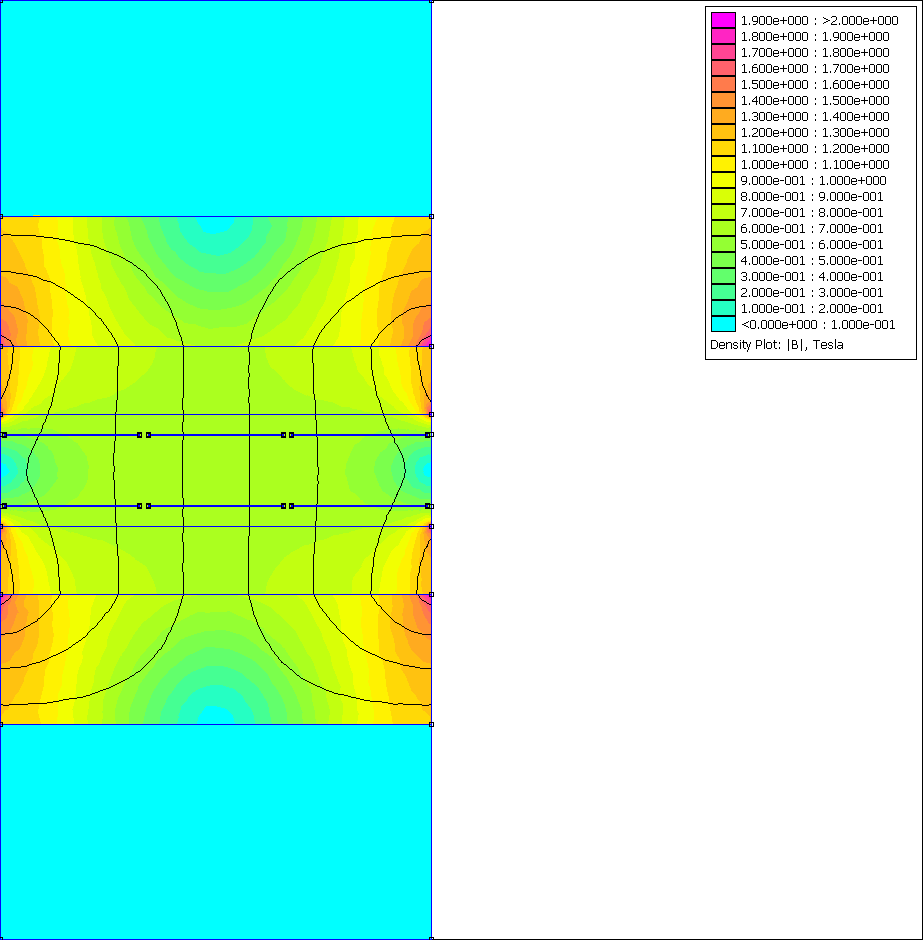 1.900e+000 : >2.000e+000
1.800e+000 : 1.900e+000
1.700e+000 : 1.800e+000
1.600e+000 : 1.700e+000
1.500e+000 : 1.600e+000
1.400e+000 : 1.500e+000
1.300e+000 : 1.400e+000
1.200e+000 : 1.300e+000
1.100e+000 : 1.200e+000
1.000e+000 : 1.100e+000
9.000e-001 : 1.000e+000
8.000e-001 : 9.000e-001
7.000e-001 : 8.000e-001
6.000e-001 : 7.000e-001
5.000e-001 : 6.000e-001
4.000e-001 : 5.000e-001
3.000e-001 : 4.000e-001
2.000e-001 : 3.000e-001
1.000e-001 : 2.000e-001
<0.000e+000 : 1.000e-001
Density Plot: |B|, Tesla